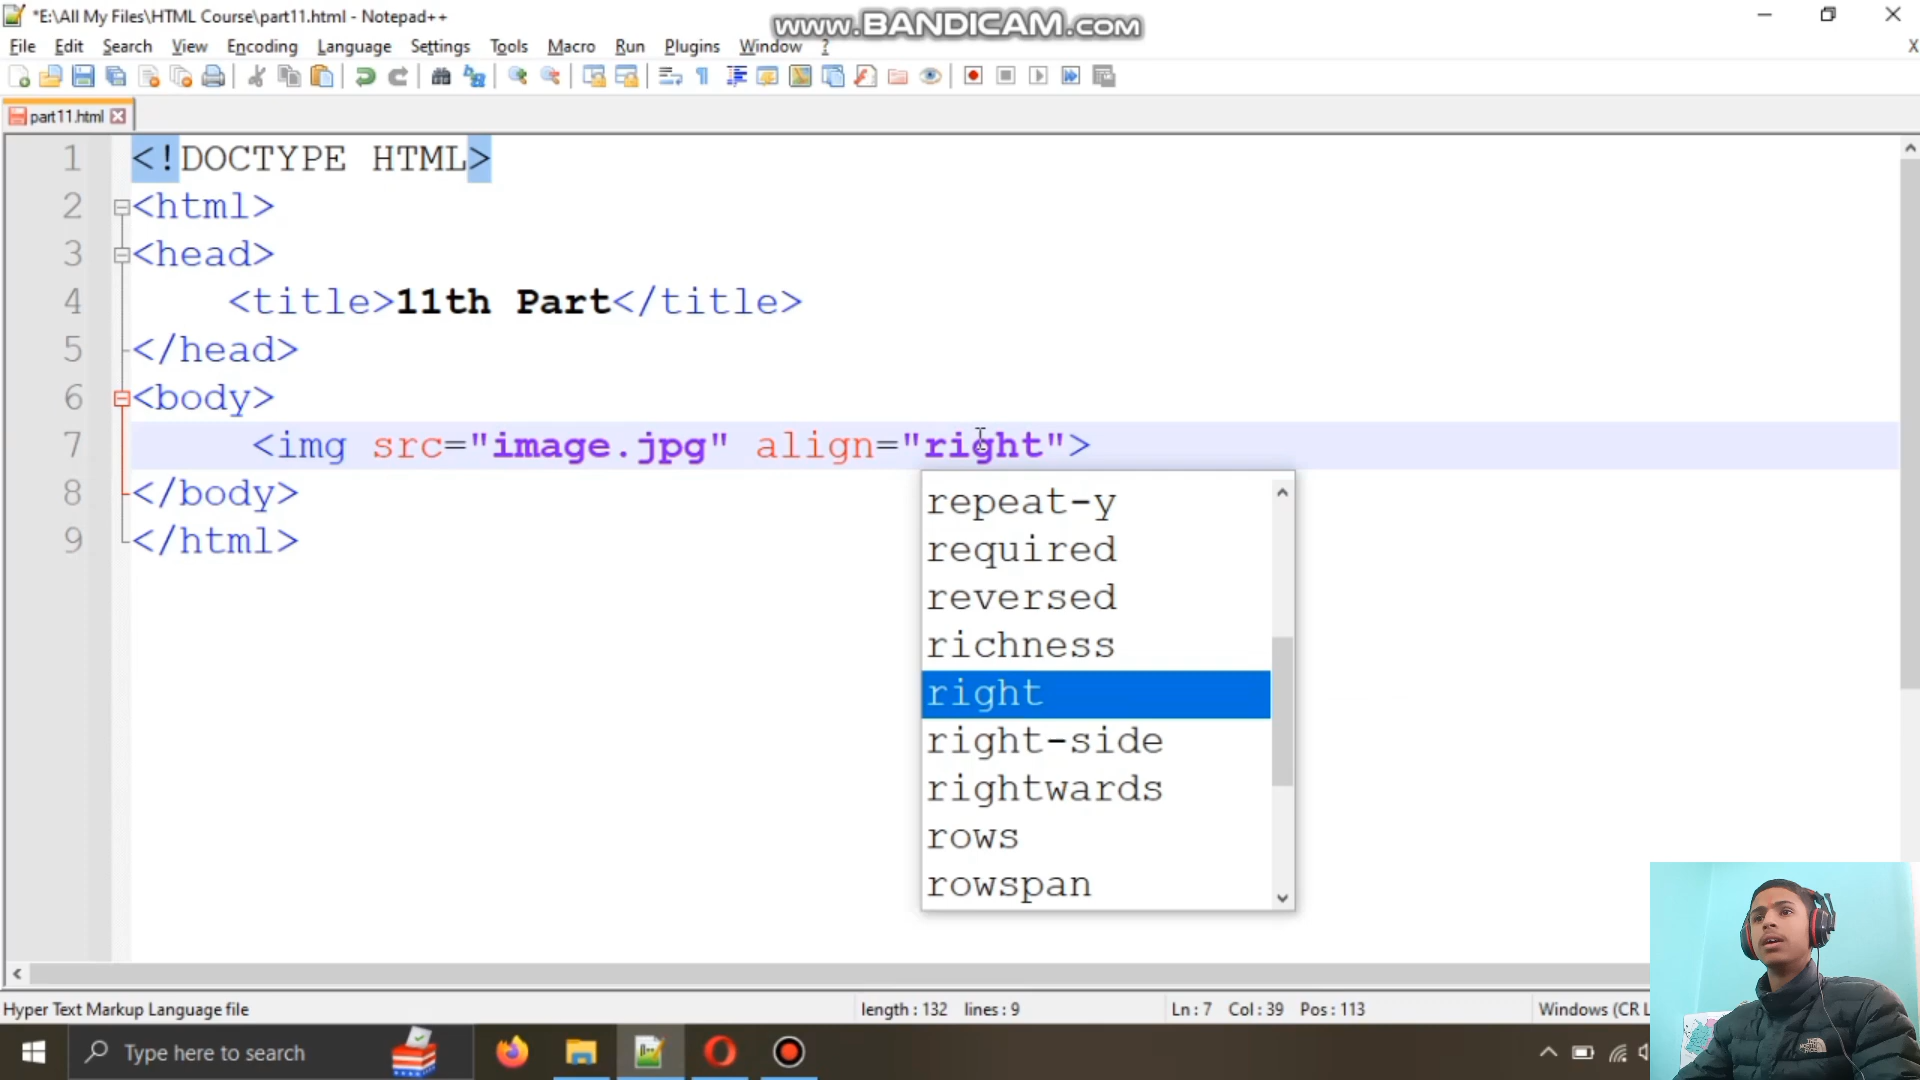 *E:\All My Files\HTML Course\part11.html - Notepad++
www.BANDICAM.com
File Edit Search View Encoding Language Settings Tools Macro Run Plugins Window ? X
part11.html
1 <!DOCTYPE HTML>
2 <html>
3 <head>
4 <title>11th Part</title>
5 </head>
6 <body>
7 <img src="image.jpg" align="right">
8 </body>
9 </html>
repeat-y
required
reversed
richness
right
right-side
rightwards
rows
rowspan
Hyper Text Markup Language file length : 132 lines : 9 Ln : 7 Col : 39 Pos : 113 Windows (CR L
Type here to search